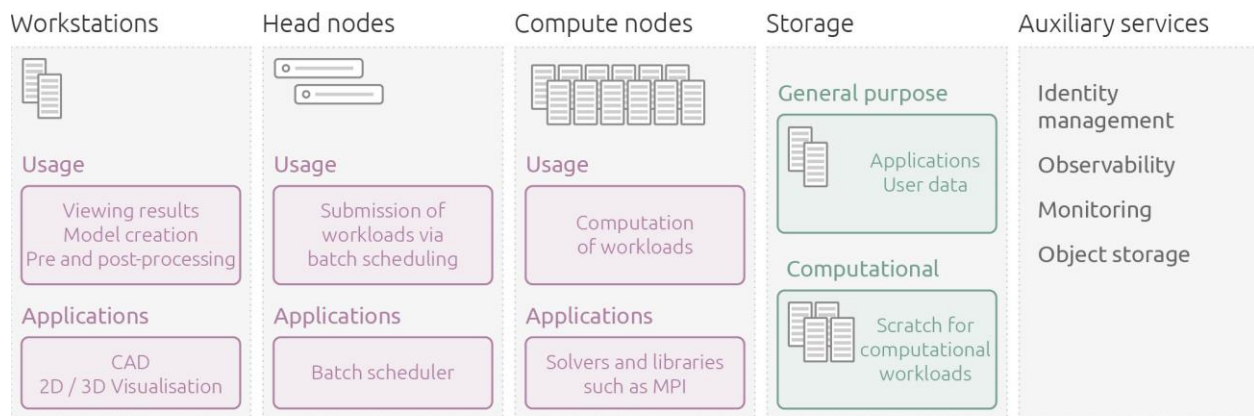 Workstations
Usage
Viewing results
Model creation
Pre and post-processing
Applications
CAD
2D / 3D Visualisation
Head nodes
Usage
Submission of
workloads via
batch scheduling
Applications
Batch scheduler
Compute nodes
Usage
Computation
of workloads
Applications
Solvers and libraries
such as MPI
Storage
General purpose
Applications
User data
Computational
Scratch for
computational
workloads
Auxiliary services
Identity
management
Observability
Monitoring
Object storage